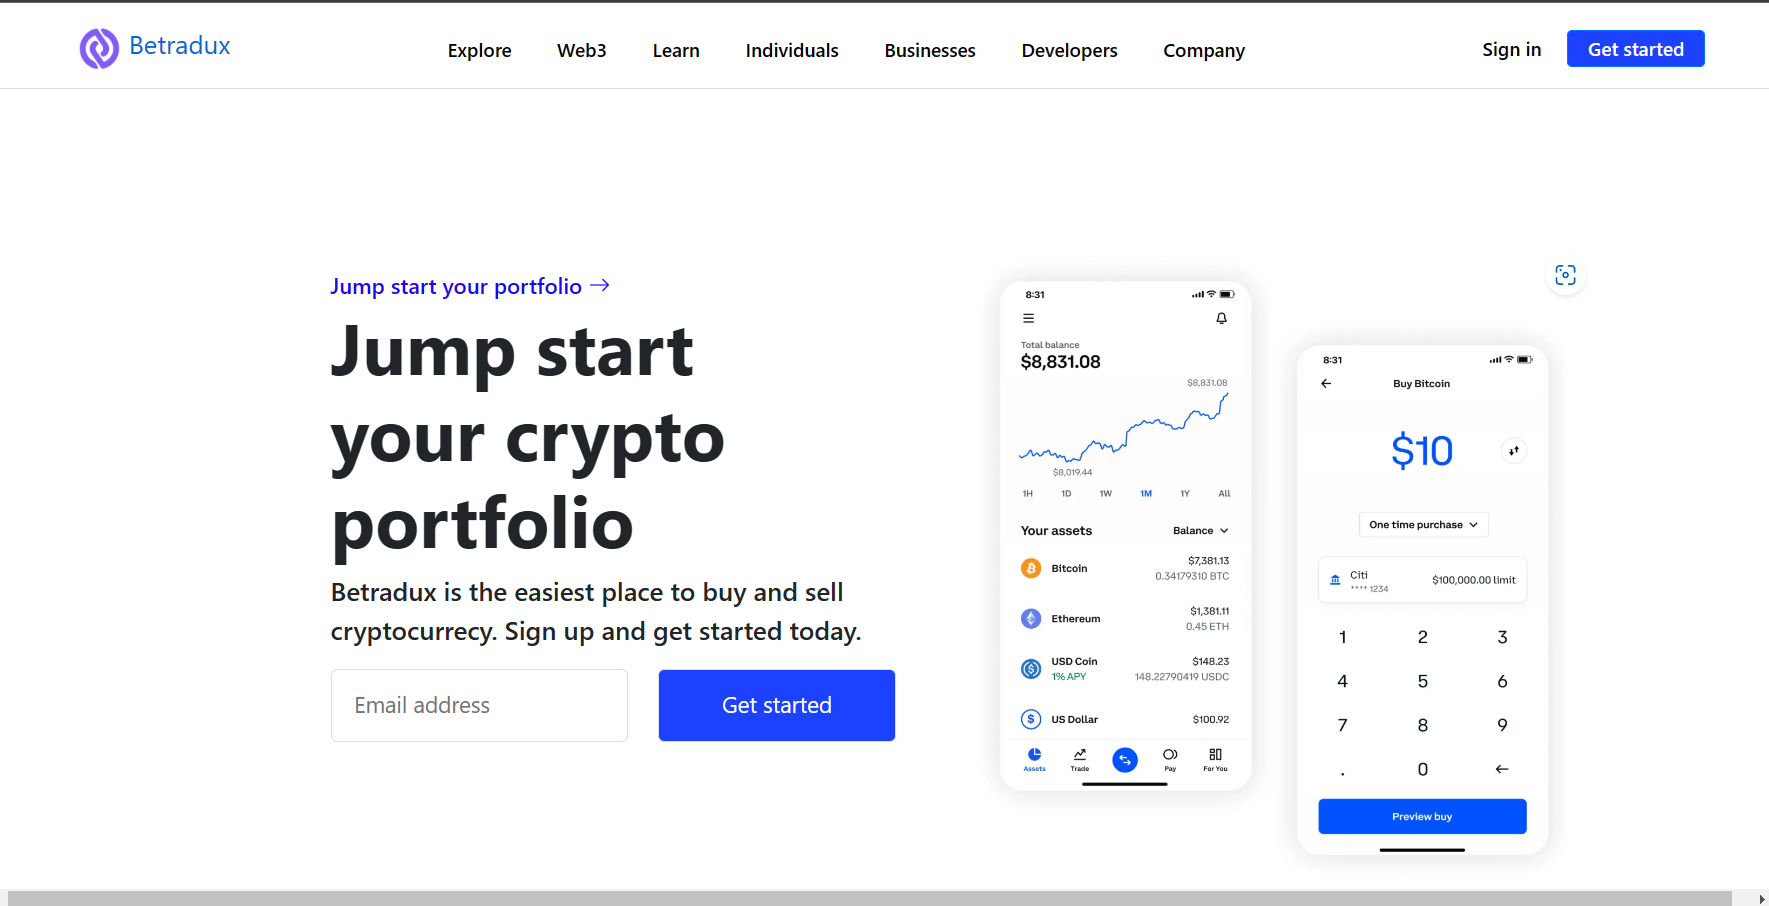 Betradux
Explore Web3 Learn Individuals Businesses Developers Company
Sign in Get started
Jump start your portfolio →
Jump start
your crypto
portfolio
Betradux is the easiest place to buy and sell
cryptocurrecy. Sign up and get started today.
Email address
Get started
8:31
Total balance
$8,831.08
$8,831.08
$8,019.44
1H 1D 1W 1M 1Y All
Your assets Balance
Bitcoin $7,381.13
0.34179310 BTC
Ethereum $1,381.11
0.45 ETH
USD Coin $148.23
1% APY 148.22790419 USDC
$ US Dollar $100.92
Assets Trade Pay For You
8:31
Buy Bitcoin
$10
One time purchase
Citi $100,000.00 limit
**** 1234
1 2 3
4 5 6
7 8 9
. 0 ←
Preview buy